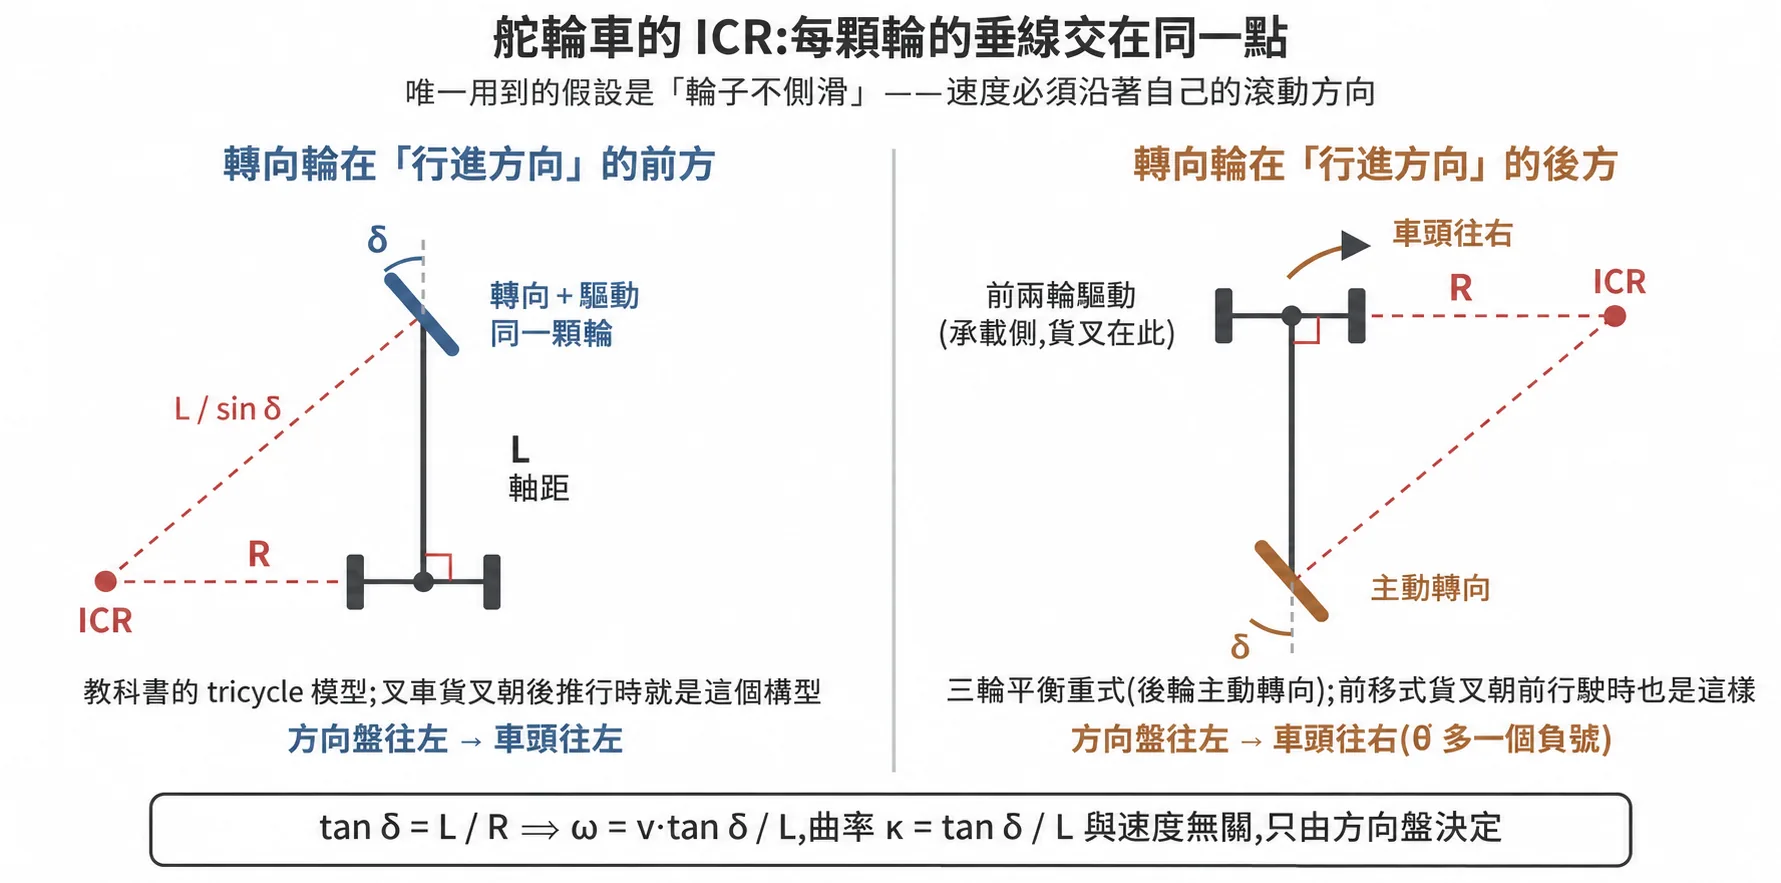 舵輪車的 ICR:每顆輪的垂線交在同一點
唯一用到的假設是「輪子不側滑」——速度必須沿著自己的滾動方向
轉向輪在「行進方向」的前方
δ
轉向 + 驅動
同一顆輪
L / sin δ
L
軸距
R
ICR
教科書的 tricycle 模型;叉車貨叉朝後推行時就是這個構型
方向盤往左 → 車頭往左
轉向輪在「行進方向」的後方
車頭往右
前兩輪驅動
(承載側,貨叉在此)
R
ICR
主動轉向
δ
三輪平衡重式(後輪主動轉向);前移式貨叉朝前行駛時也是這樣
方向盤往左 → 車頭往右(θ̇ 多一個負號)
tan δ = L / R ⟹ ω = v·tan δ / L,曲率 κ = tan δ / L 與速度無關,只由方向盤決定